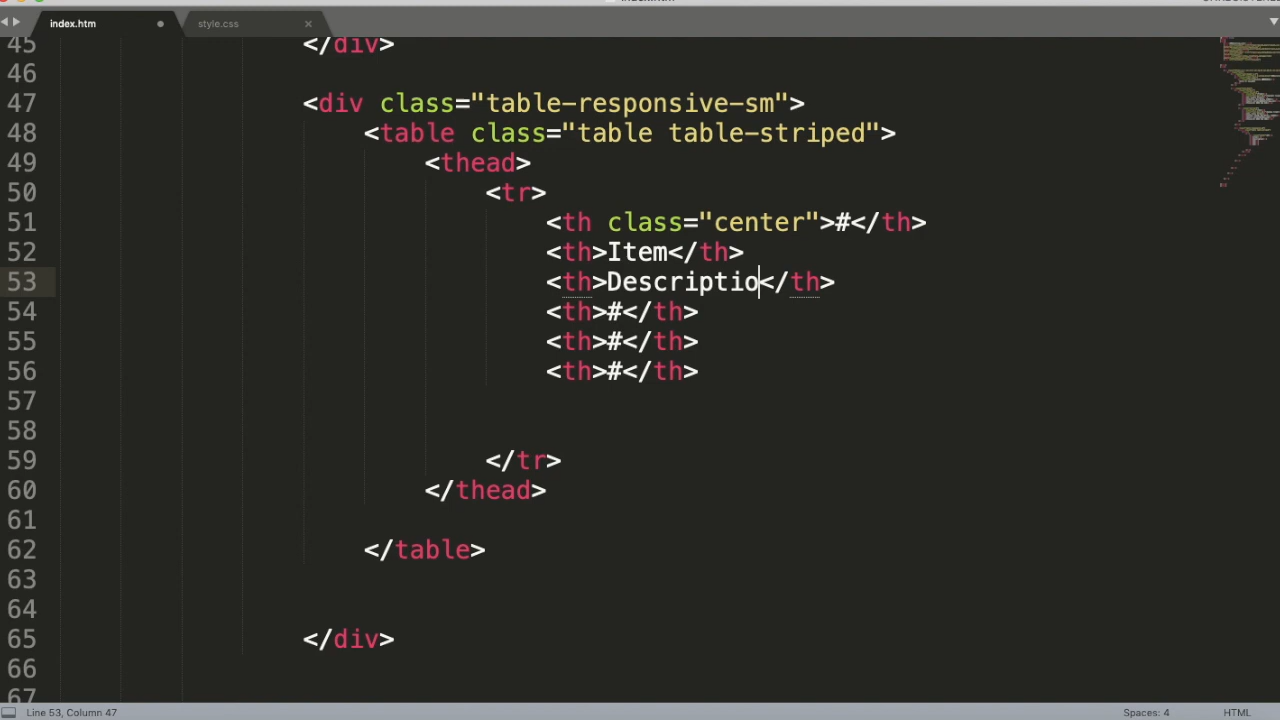 index.htm
style.css
45 </div>
46
47 <div class="table-responsive-sm">
48 <table class="table table-striped">
49 <thead>
50 <tr>
51 <th class="center">#</th>
52 <th>Item</th>
53 <th>Descriptio</th>
54 <th>#</th>
55 <th>#</th>
56 <th>#</th>
57
58
59 </tr>
60 </thead>
61
62 </table>
63
64
65 </div>
66
67
Line 53, Column 47
Spaces: 4
HTML